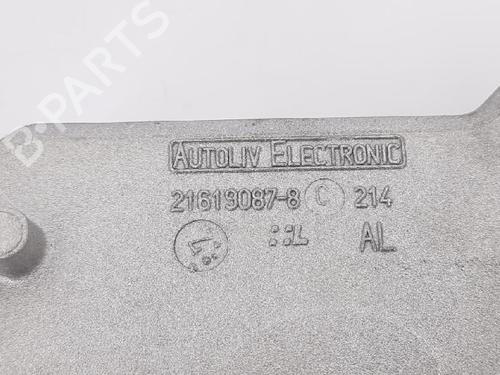 B-PARTS
AUTOLIV ELECTRONIC
21619087-8 C 214
AL